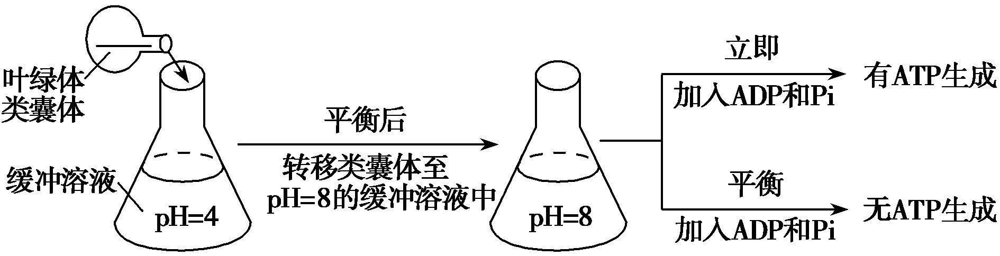 叶绿体
类囊体
缓冲溶液
pH=4
平衡后
转移类囊体至
pH=8的缓冲溶液中
pH=8
立即
加入ADP和Pi
有ATP生成
平衡
加入ADP和Pi
无ATP生成